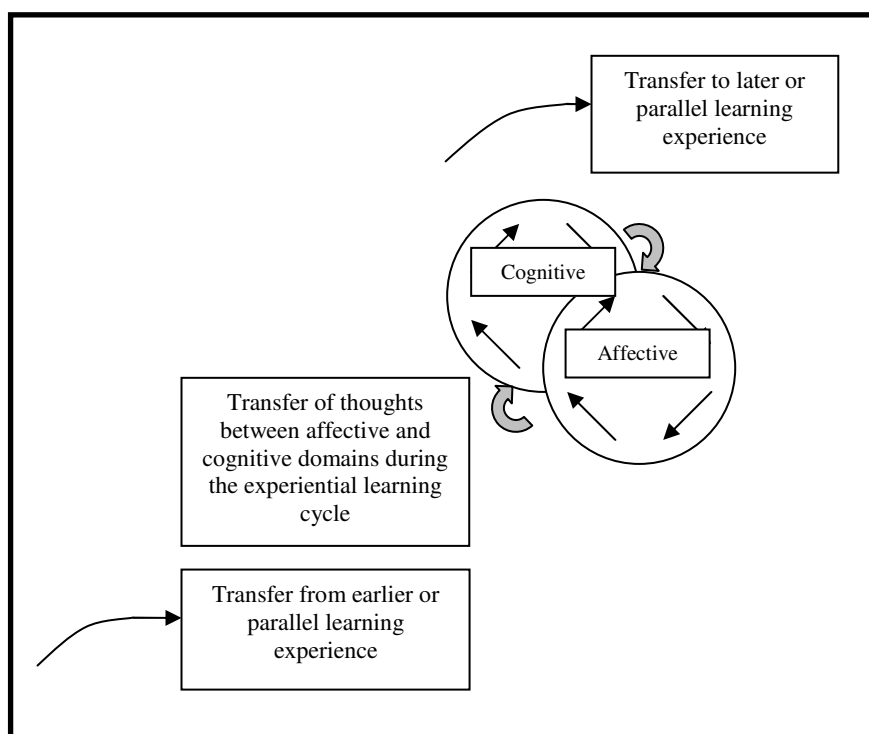 Transfer to later or
parallel learning
experience
Cognitive
Affective
Transfer of thoughts
between affective and
cognitive domains during
the experiential learning
cycle
Transfer from earlier or
parallel learning
experience